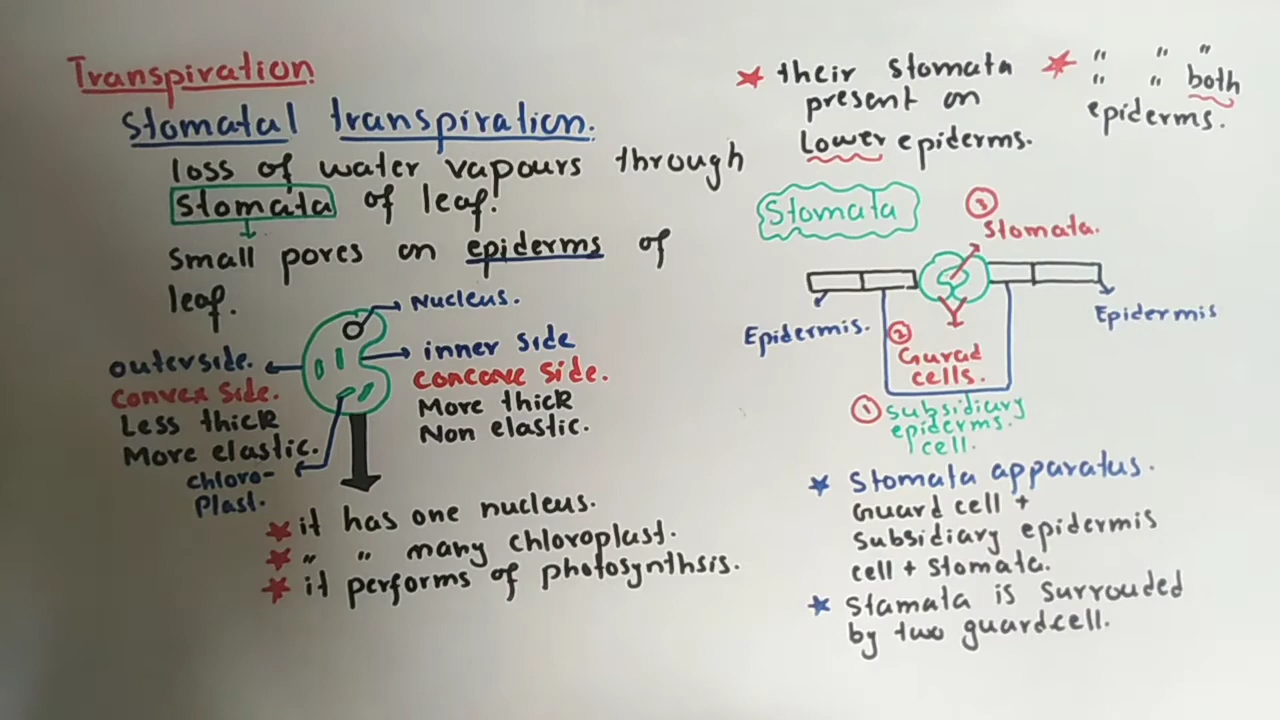 Transpiration
Stomatal transpiration.
loss of water vapours through
Stomata of leaf.
Small pores on epiderms of
leaf.
Nucleus.
outerside.
convex side.
Less thick
More elastic.
chloro-
Plast.
inner side
concave side.
More thick
Non elastic.
it has one nucleus.
" " many chloroplast.
it performs of photosynthsis.
their stomata
present on
Lower epiderms.
" " "
" " both
epiderms.
Stomata
3
Stomata.
Epidermis.
Epidermis
2
Gurad
cells.
1 subsidiary
epiderms.
cell.
Stomata apparatus.
Guard cell +
Subsidiary epidermis
cell + Stomata.
Stamata is surrouded
by two guardcell.